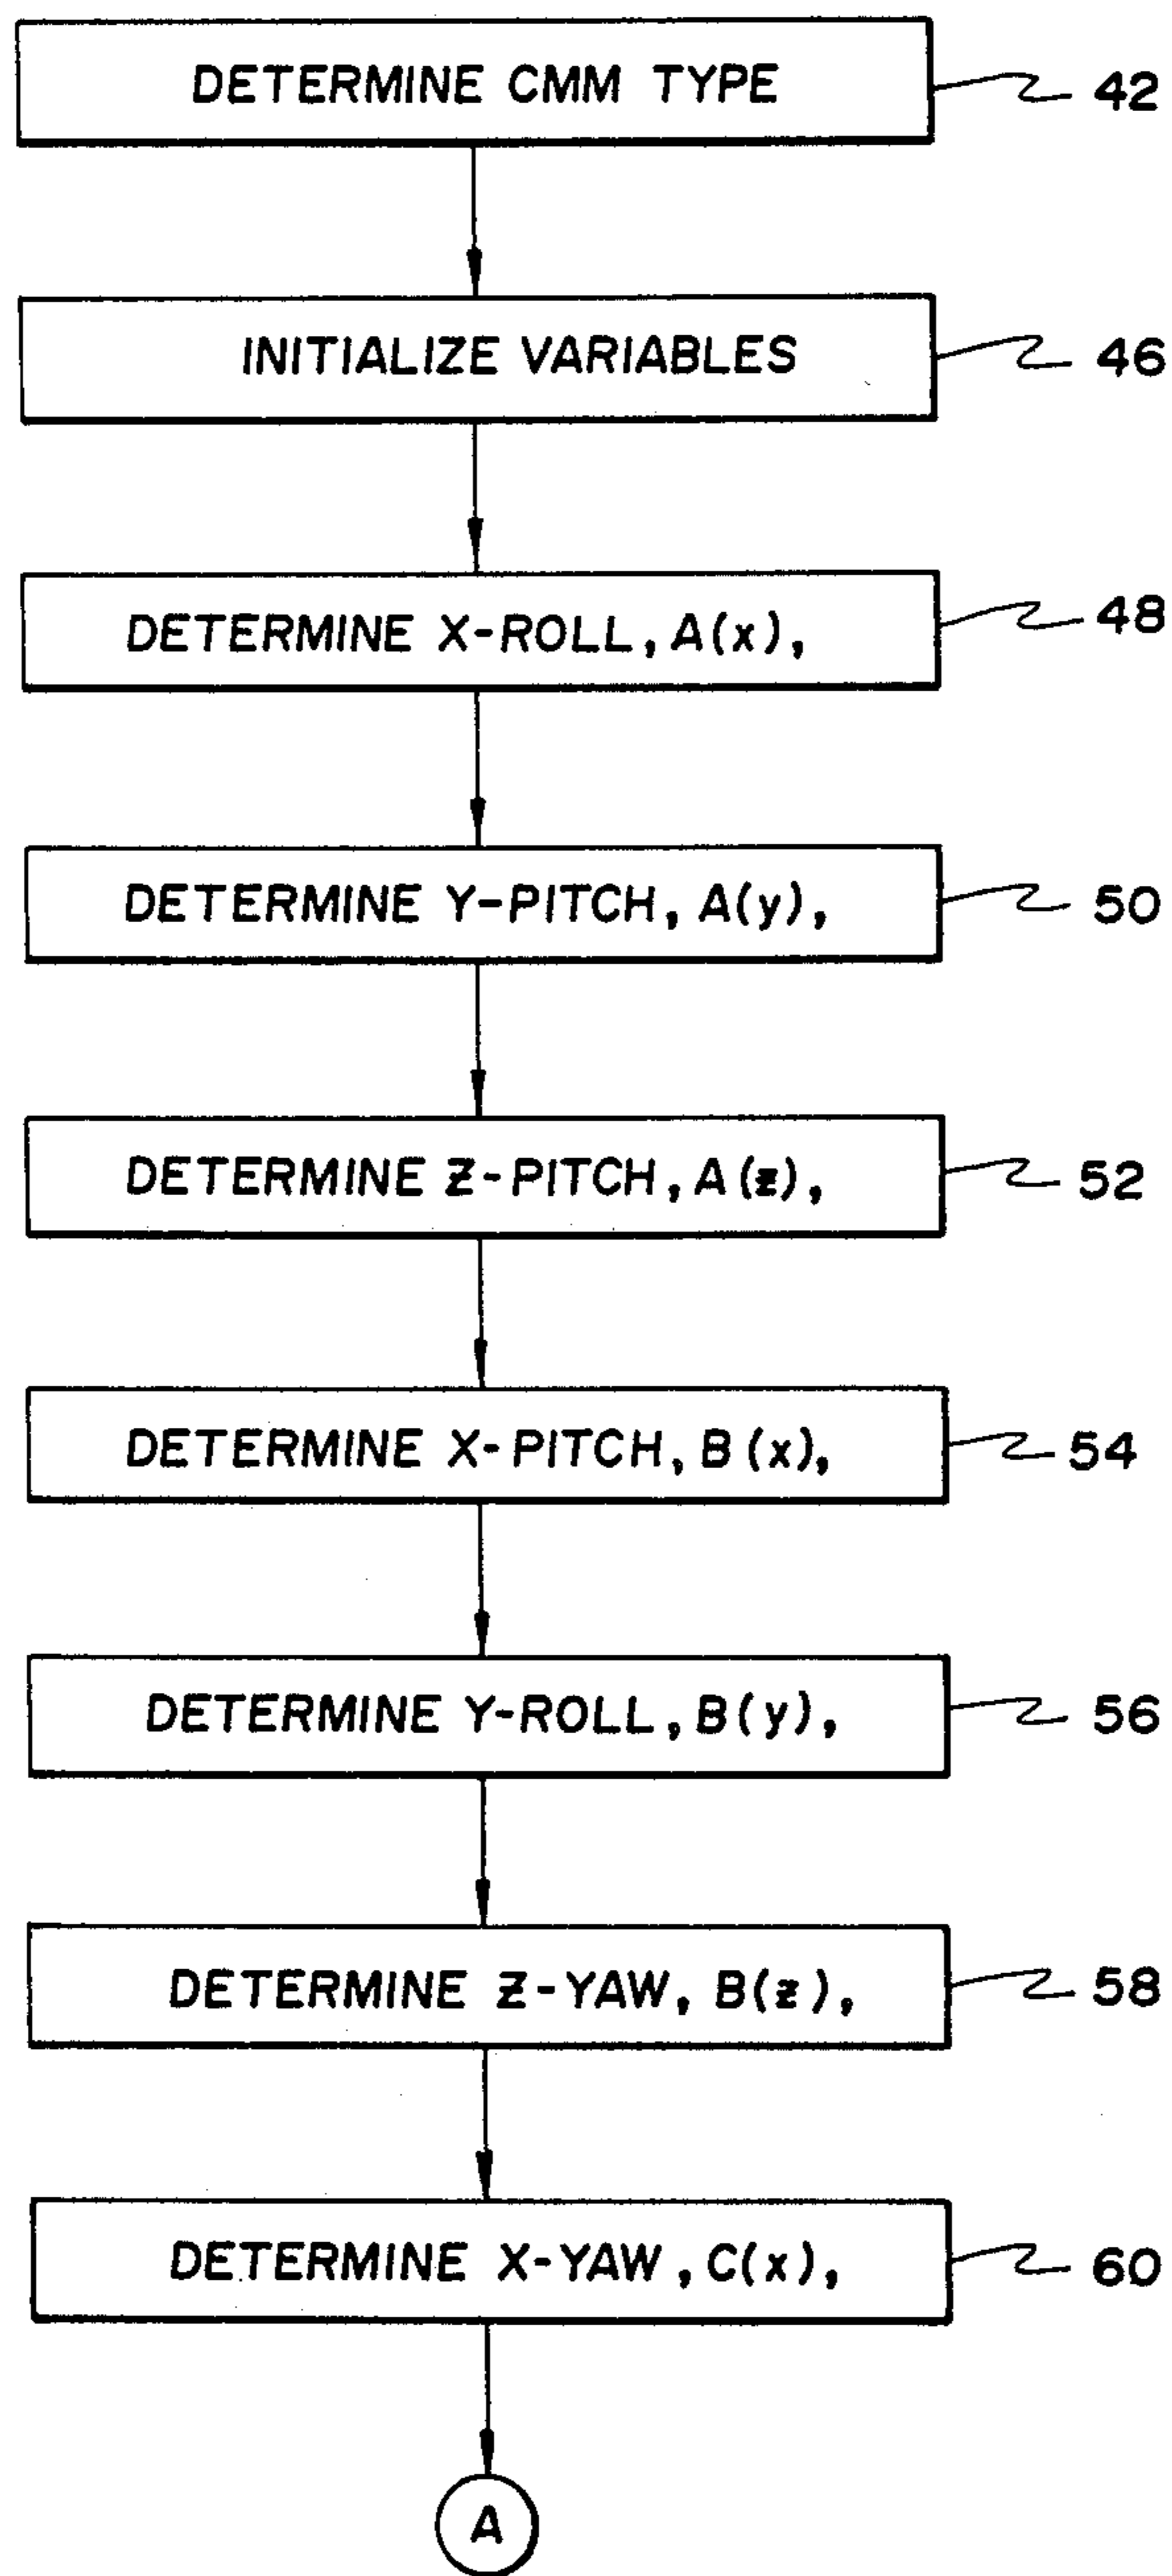 DETERMINE CMM TYPE
42
INITIALIZE VARIABLES
46
DETERMINE X-ROLL, A(x),
48
DETERMINE Y-PITCH, A(y),
50
DETERMINE Z-PITCH, A(z),
52
DETERMINE X-PITCH, B(x),
54
DETERMINE Y-ROLL, B(y),
56
DETERMINE Z-YAW, B(z),
58
DETERMINE X-YAW, C(x),
60
A